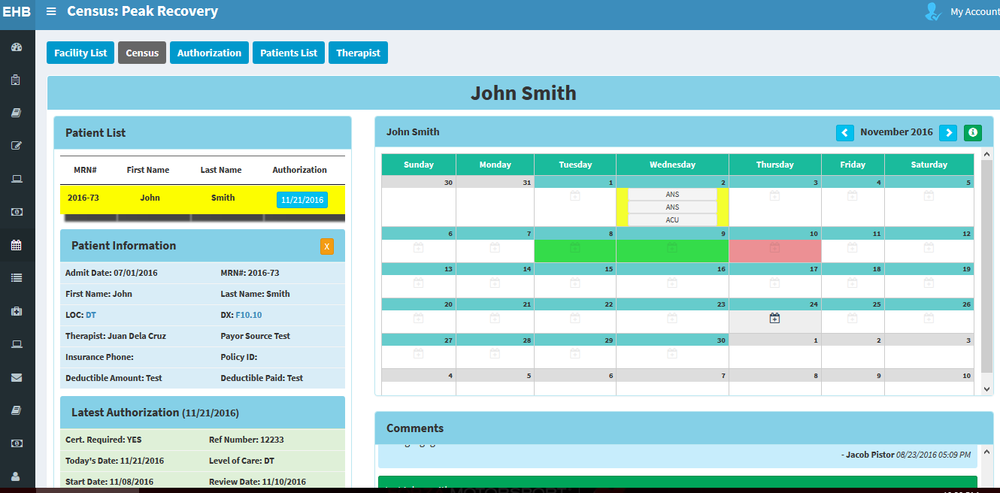 EHB
Census: Peak Recovery
My Account
Facility List Census Authorization Patients List Therapist
John Smith
Patient List
MRN# First Name Last Name Authorization
2016-73 John Smith 11/21/2016
Patient Information X
Admit Date: 07/01/2016 MRN#: 2016-73
First Name: John Last Name: Smith
LOC: DT DX: F10.10
Therapist: Juan Dela Cruz Payor Source Test
Insurance Phone: Policy ID:
Deductible Amount: Test Deductible Paid: Test
Latest Authorization (11/21/2016)
Cert. Required: YES Ref Number: 12233
Today's Date: 11/21/2016 Level of Care: DT
Start Date: 11/08/2016 Review Date: 11/10/2016
John Smith November 2016
Sunday Monday Tuesday Wednesday Thursday Friday Saturday
30 31 1 2 3 4 5
ANS
ANS
ACU
6 7 8 9 10 11 12
13 14 15 16 17 18 19
20 21 22 23 24 25 26
27 28 29 30 1 2 3
4 5 6 7 8 9 10
Comments
- Jacob Pistor 08/23/2016 05:09 PM